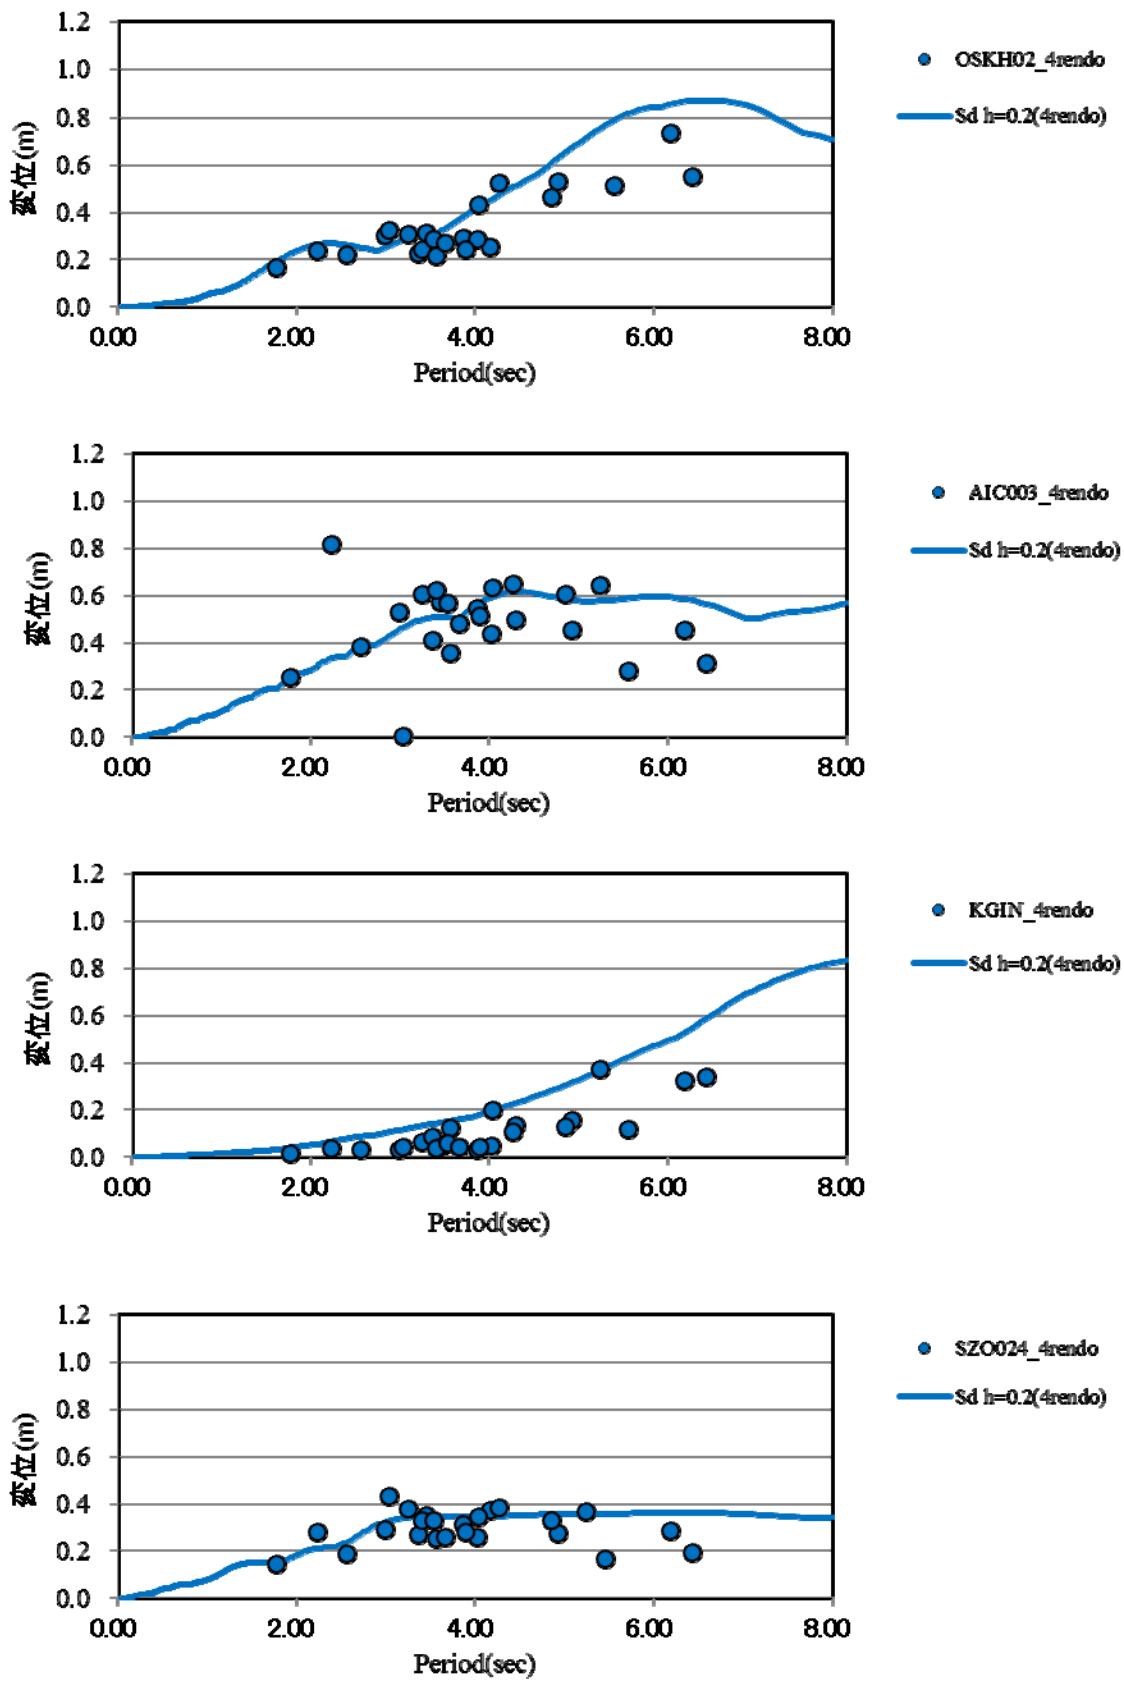 1.2
1.0
0.8
0.6
0.4
0.2
0.0
変位(m)
0.00 2.00 4.00 6.00 8.00
Period(sec)
OSKH02_4rendo
Sd h=0.2(4rendo)
1.2
1.0
0.8
0.6
0.4
0.2
0.0
変位(m)
0.00 2.00 4.00 6.00 8.00
Period(sec)
AIC003_4rendo
Sd h=0.2(4rendo)
1.2
1.0
0.8
0.6
0.4
0.2
0.0
変位(m)
0.00 2.00 4.00 6.00 8.00
Period(sec)
KGIN_4rendo
Sd h=0.2(4rendo)
1.2
1.0
0.8
0.6
0.4
0.2
0.0
変位(m)
0.00 2.00 4.00 6.00 8.00
Period(sec)
SZO024_4rendo
Sd h=0.2(4rendo)